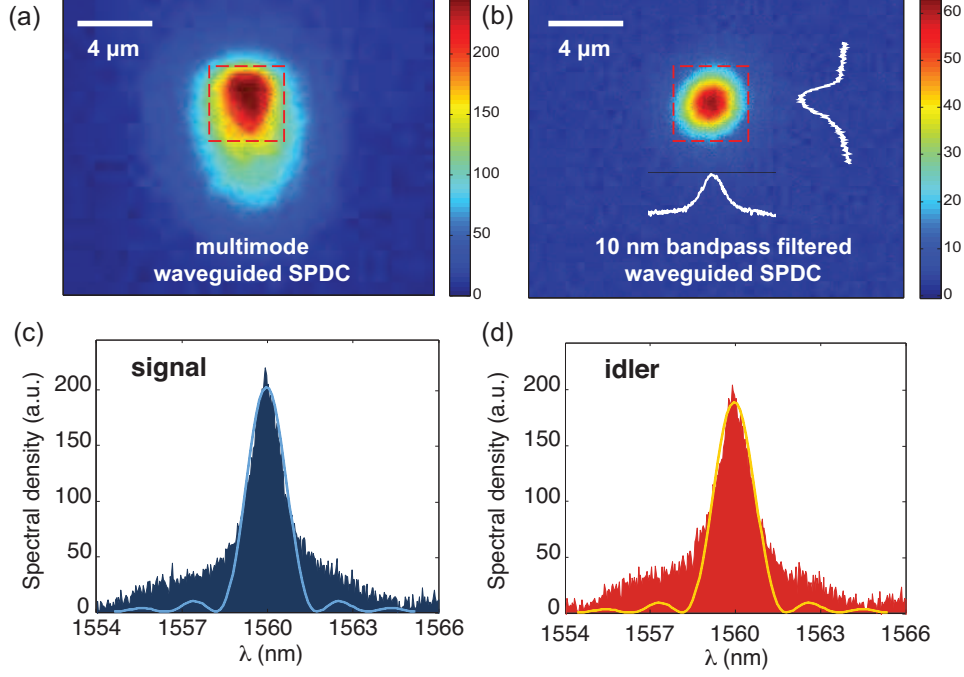 (a)
4 µm
multimode
waveguided SPDC
200
150
100
50
0
(b)
4 µm
10 nm bandpass filtered
waveguided SPDC
60
50
40
30
20
10
0
(c)
signal
Spectral density (a.u.)
200
150
100
50
0
1554 1557 1560 1563 1566
λ (nm)
(d)
idler
Spectral density (a.u.)
200
150
100
50
0
1554 1557 1560 1563 1566
λ (nm)